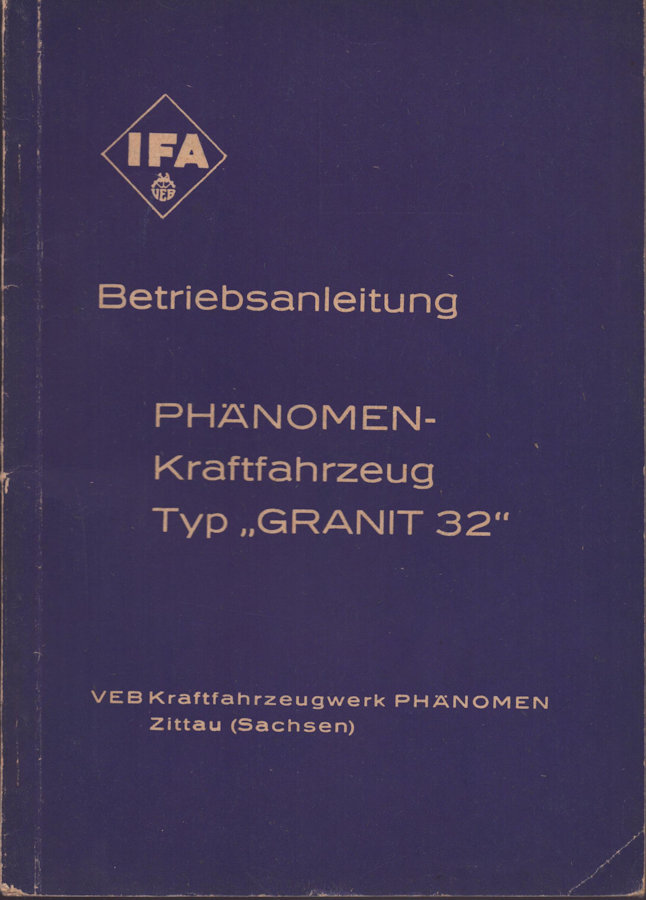 IFA
VEB
Betriebsanleitung
PHÄNOMEN-
Kraftfahrzeug
Typ „GRANIT 32“
VEB Kraftfahrzeugwerk PHÄNOMEN
Zittau (Sachsen)